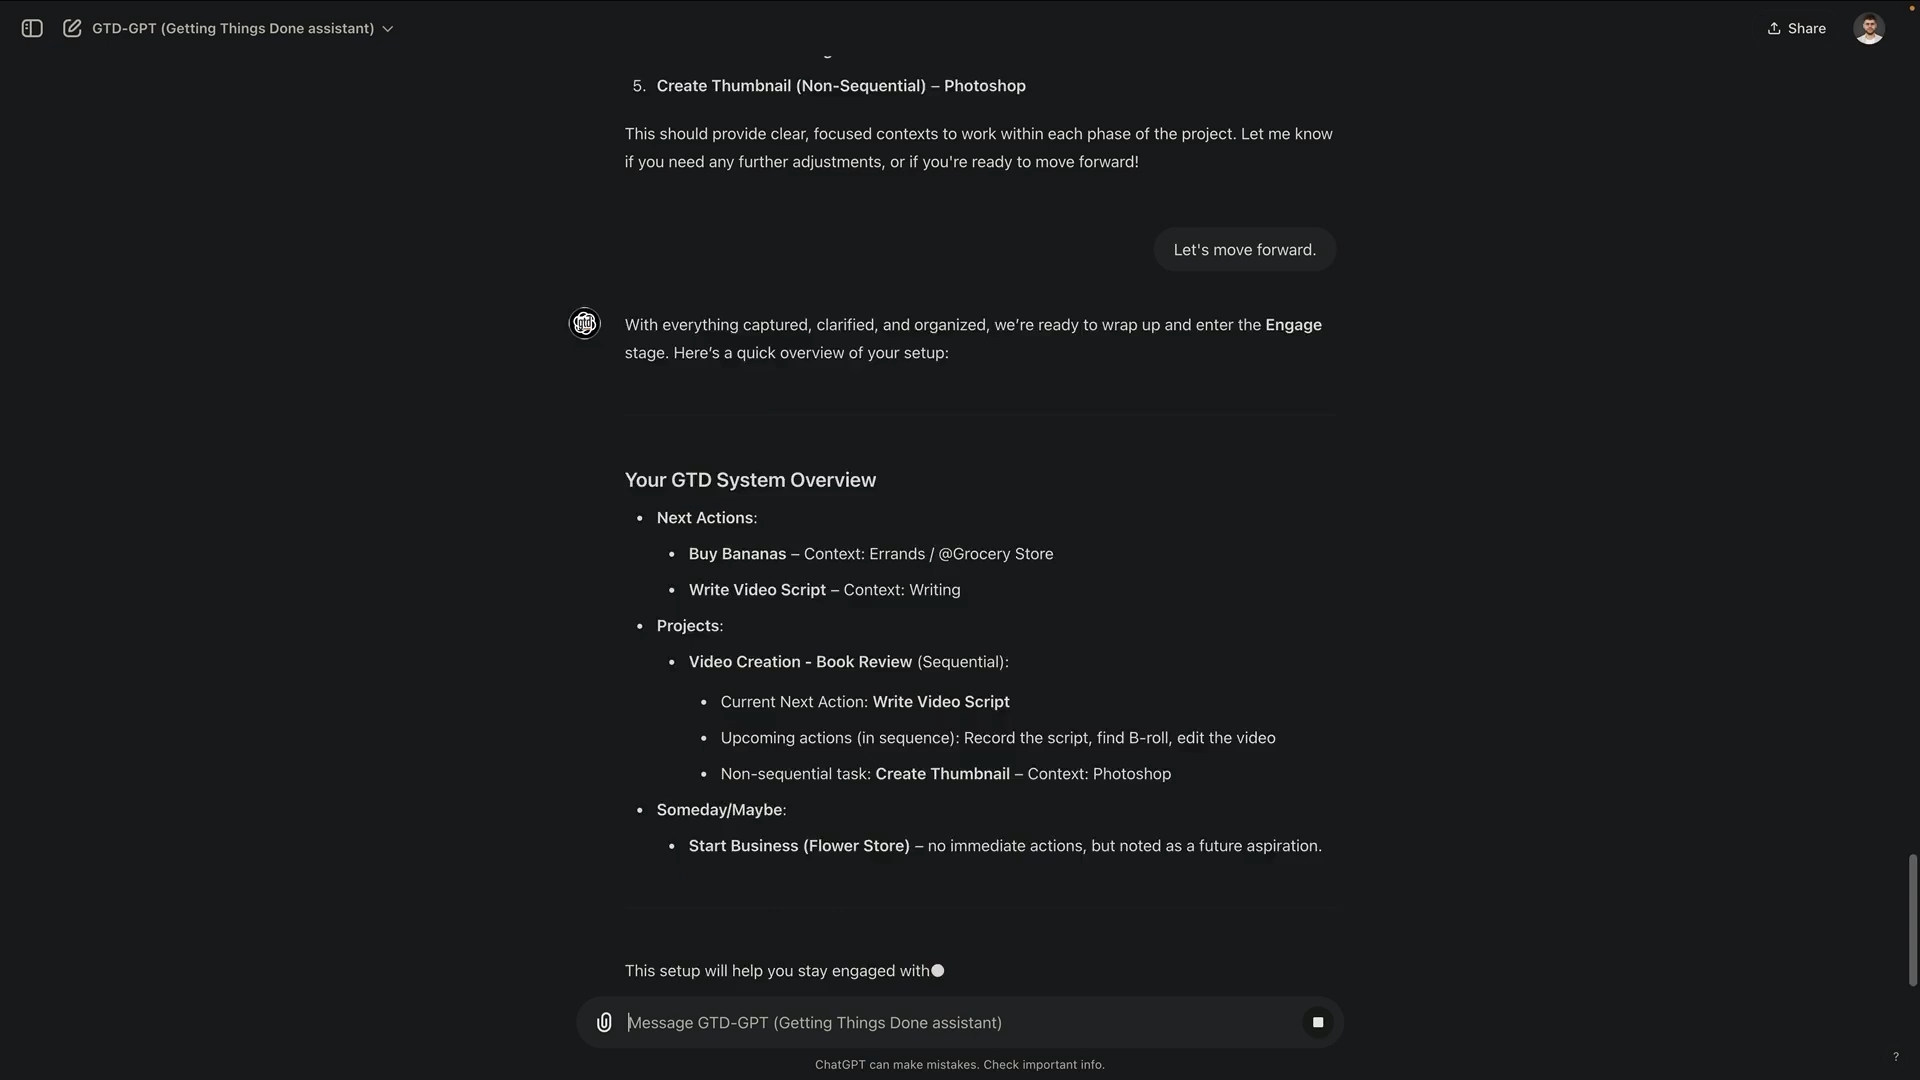 GTD-GPT (Getting Things Done assistant)
Share
5. Create Thumbnail (Non-Sequential) – Photoshop
This should provide clear, focused contexts to work within each phase of the project. Let me know
if you need any further adjustments, or if you're ready to move forward!
Let's move forward.
With everything captured, clarified, and organized, we’re ready to wrap up and enter the Engage
stage. Here’s a quick overview of your setup:
Your GTD System Overview
• Next Actions:
• Buy Bananas – Context: Errands / @Grocery Store
• Write Video Script – Context: Writing
• Projects:
• Video Creation - Book Review (Sequential):
• Current Next Action: Write Video Script
• Upcoming actions (in sequence): Record the script, find B-roll, edit the video
• Non-sequential task: Create Thumbnail – Context: Photoshop
• Someday/Maybe:
• Start Business (Flower Store) – no immediate actions, but noted as a future aspiration.
This setup will help you stay engaged with
Message GTD-GPT (Getting Things Done assistant)
ChatGPT can make mistakes. Check important info.
?